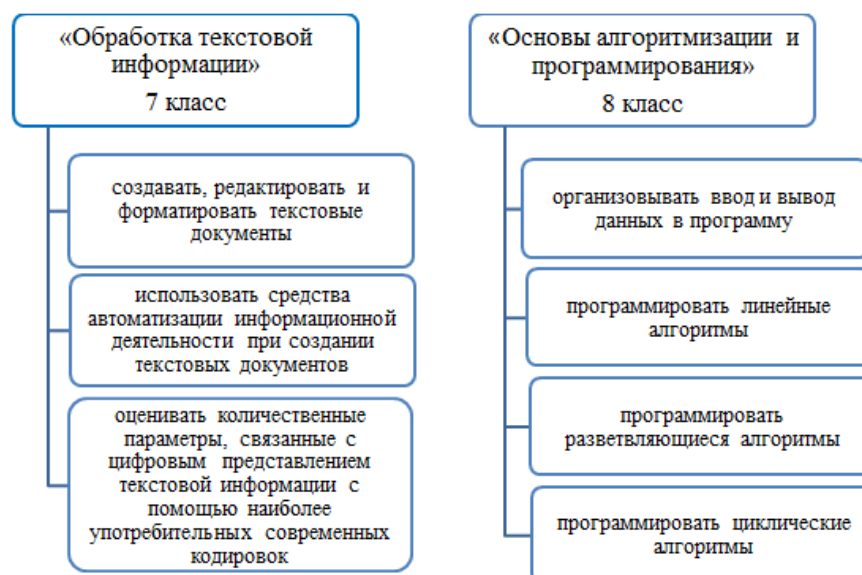 «Обработка текстовой
информации»
7 класс
создавать, редактировать и
форматировать текстовые
документы
использовать средства
автоматизации информационной
деятельности при создании
текстовых документов
оценивать количественные
параметры, связанные с
цифровым представлением
текстовой информации с
помощью наиболее
употребительных современных
кодировок
«Основы алгоритмизации и
программирования»
8 класс
организовывать ввод и вывод
данных в программу
программировать линейные
алгоритмы
программировать
разветвляющиеся алгоритмы
программировать циклические
алгоритмы